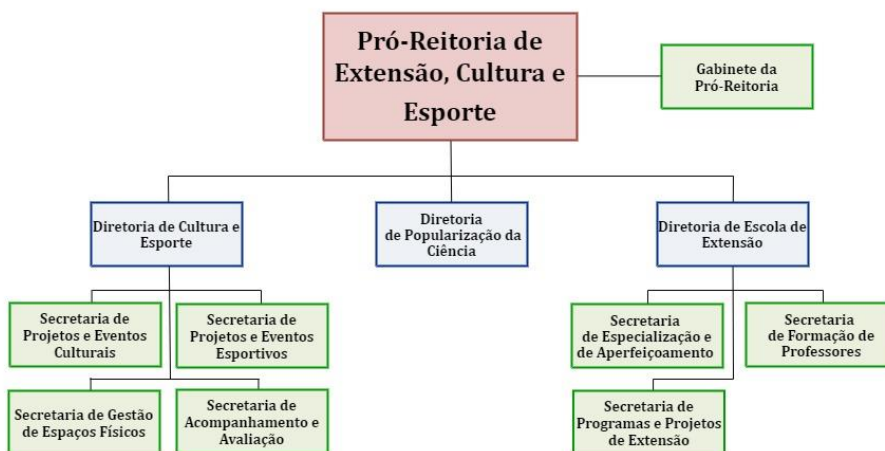 Pró-Reitoria de
Extensão, Cultura e
Esporte
Gabinete da
Pró-Reitoria
Diretoria de Cultura e
Esporte
Diretoria
de Popularização da
Ciência
Diretoria de Escola de
Extensão
Secretaria de
Projetos e Eventos
Culturais
Secretaria de
Projetos e Eventos
Esportivos
Secretaria
de Especialização e
de Aperfeiçoamento
Secretaria
de Formação de
Professores
Secretaria de Gestão
de Espaços Físicos
Secretaria de
Acompanhamento e
Avaliação
Secretaria de
Programas e Projetos
de Extensão